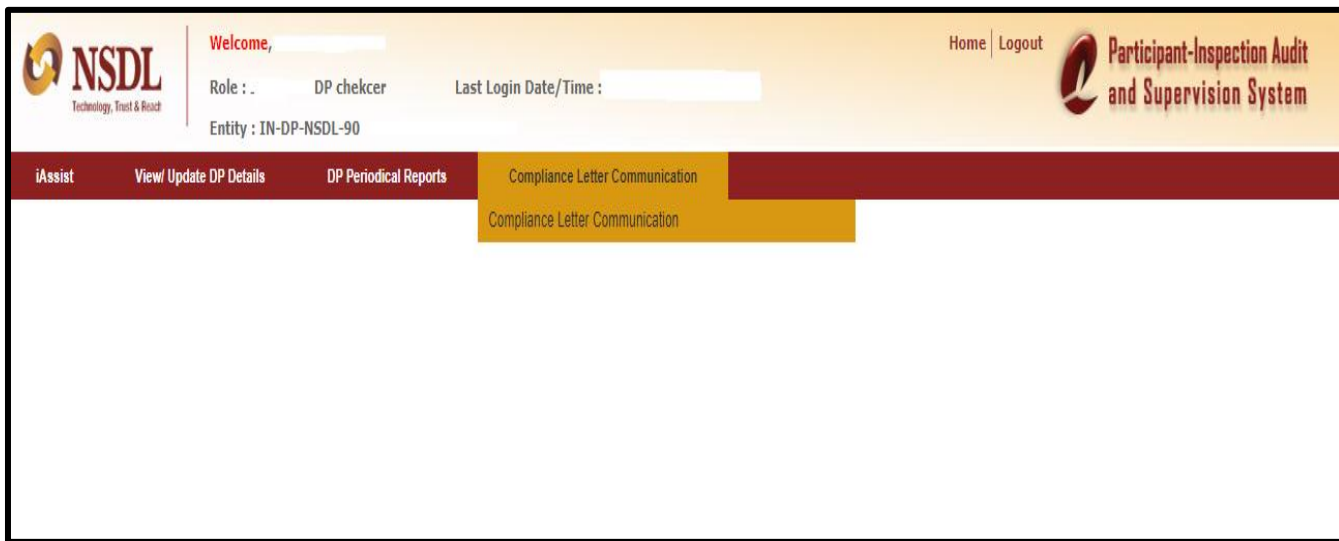 NSDL
Technology, Trust & Reach
Welcome,
Role : . DP chekcer Last Login Date/Time :
Entity : IN-DP-NSDL-90
Home | Logout
Participant-Inspection Audit
and Supervision System
iAssist View/ Update DP Details DP Periodical Reports Compliance Letter Communication
Compliance Letter Communication